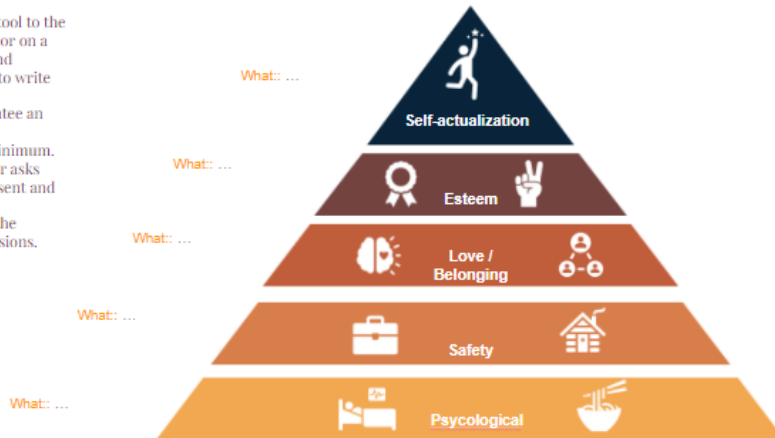 tool to the
or on a
nd
to write
tee an
inimum.
r asks
sent and
he
sions.
What:: ...
Self-actualization
What:: ...
Esteem
What:: ...
Love /
Belonging
What:: ...
Safety
What:: ...
Psycological